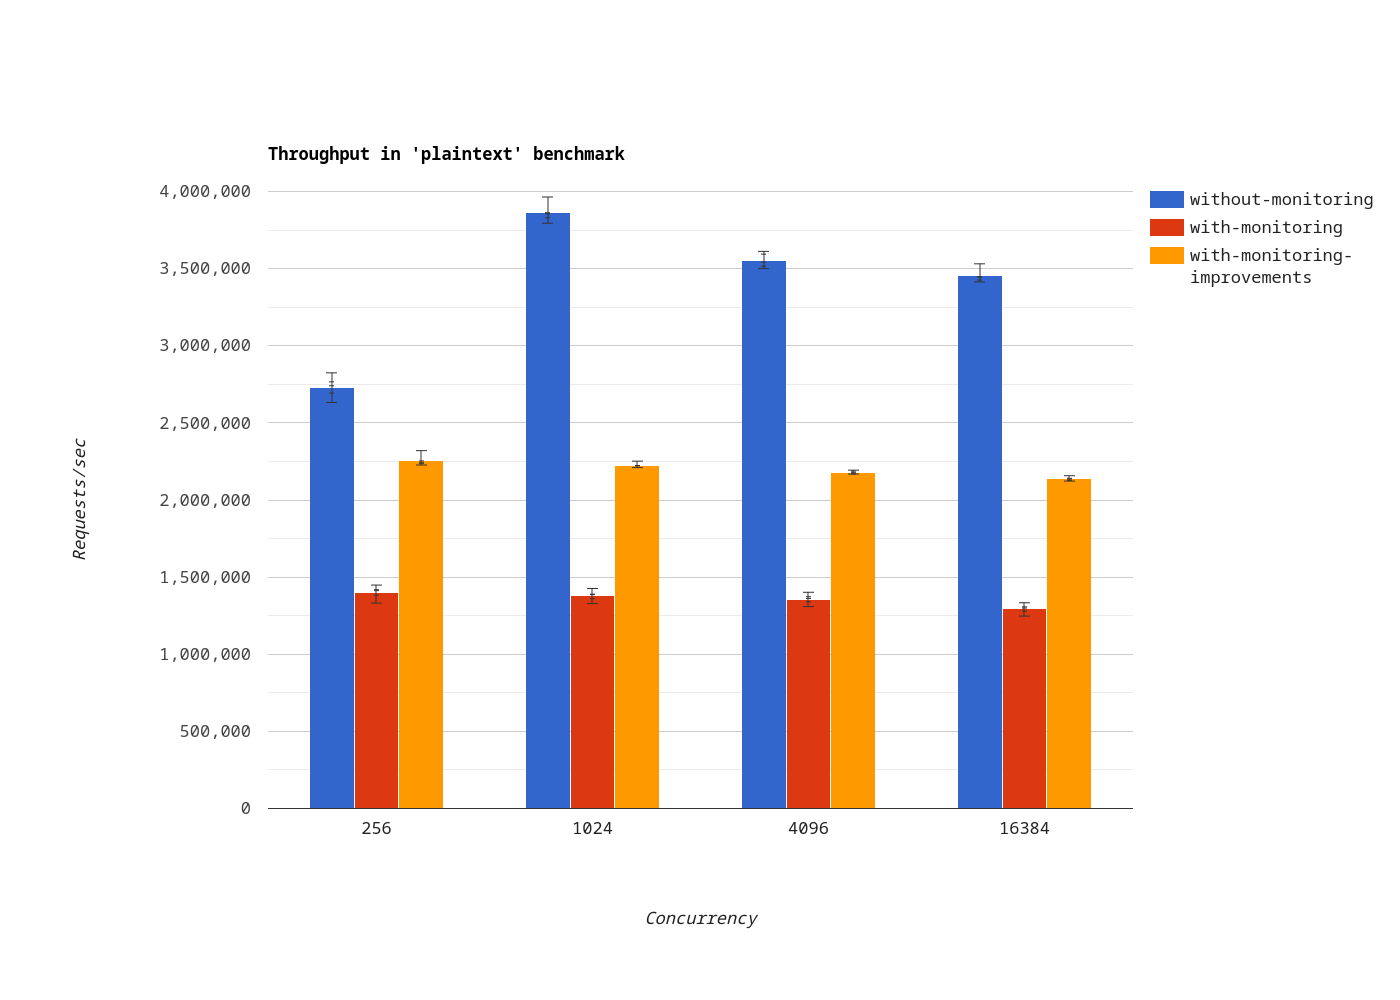 Throughput in 'plaintext' benchmark
4,000,000
3,500,000
3,000,000
2,500,000
2,000,000
1,500,000
1,000,000
500,000
0
Requests/sec
256
1024
4096
16384
Concurrency
without-monitoring
with-monitoring
with-monitoring-
improvements